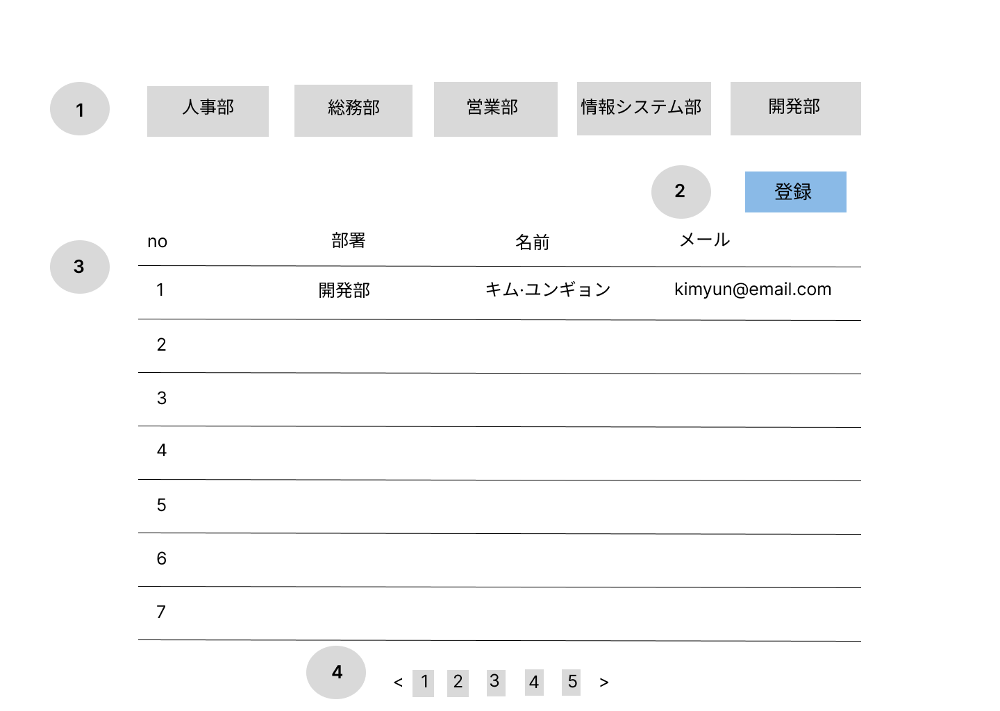 1 人事部 総務部 営業部 情報システム部 開発部
2 登録
no 部署 名前 メール
3
1 開発部 キム·ユンギョン kimyun@email.com
2
3
4
5
6
7
4 < 1 2 3 4 5 >